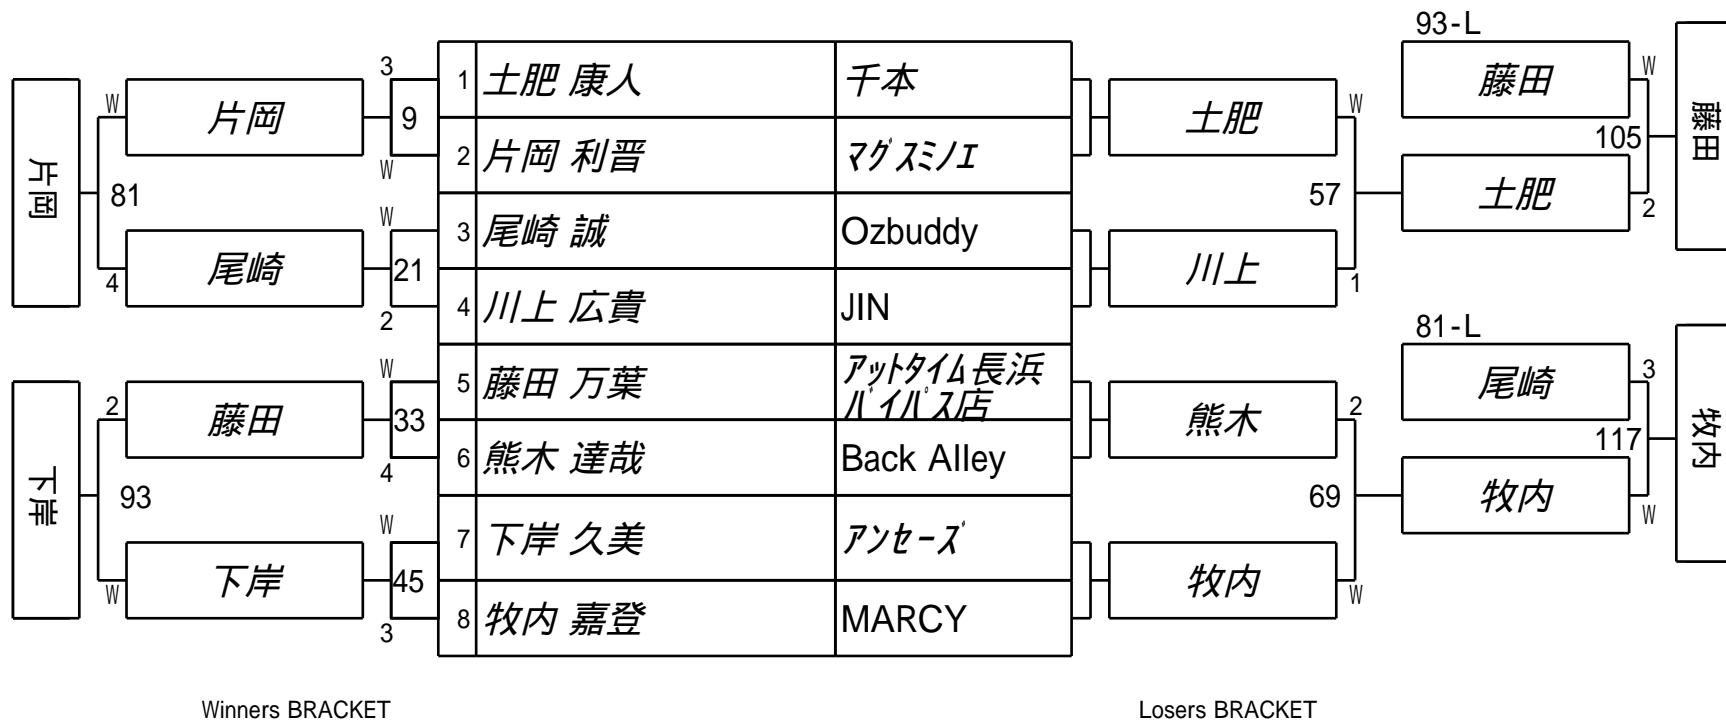 93-L
3
1 土肥 康人 千本
W
藤田
W
片岡
9
土肥
W
藤田
2 片岡 利晋 マグスミノエ
105
W
片岡
81
57
土肥
2
W
3 尾崎 誠 Ozbuddy
尾崎
21
川上
4
2
4 川上 広貴 JIN
1
81-L
W
5 藤田 万葉 アットタイム長浜
バイパス店
2
藤田
33
熊木
2
尾崎
3
4
6 熊木 達哉 Back Alley
117
牧内
下岸
93
69
牧内
W
W
7 下岸 久美 アンセーズ
W
下岸
45
牧内
W
3
8 牧内 嘉登 MARCY
Winners BRACKET
Losers BRACKET